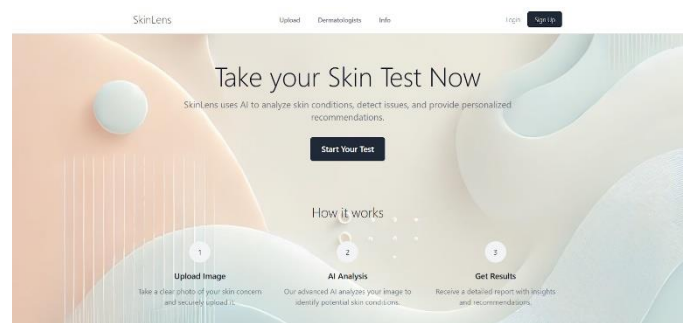 SkinLens
Upload
Dermatologists
Info
Login
Sign Up
Take your Skin Test Now
SkinLens uses AI to analyze skin conditions, detect issues, and provide personalized
recommendations.
Start Your Test
How it works
1
2
3
Upload Image
AI Analysis
Get Results
Take a clear photo of your skin concern
and securely upload it.
Our advanced AI analyzes your image to
identify potential skin conditions.
Receive a detailed report with insights
and recommendations.